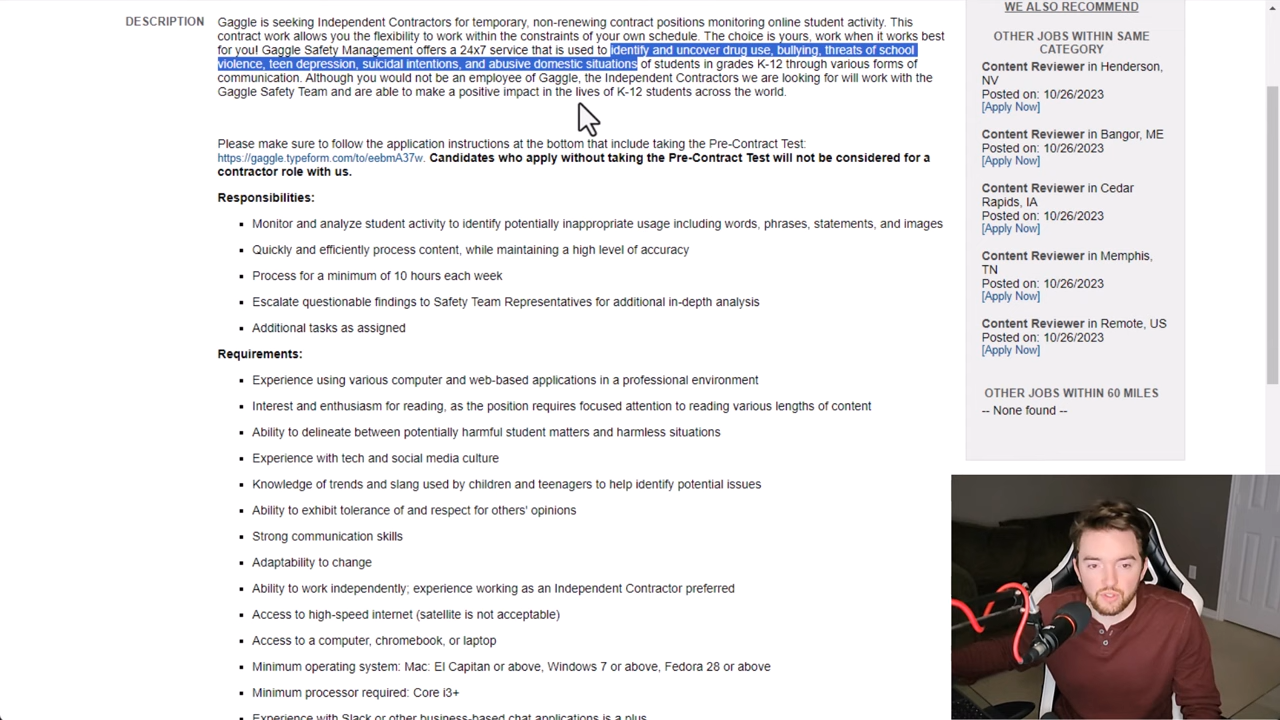 DESCRIPTION
Gaggle is seeking Independent Contractors for temporary, non-renewing contract positions monitoring online student activity. This
contract work allows you the flexibility to work within the constraints of your own schedule. The choice is yours, work when it works best
for you! Gaggle Safety Management offers a 24x7 service that is used to identify and uncover drug use, bullying, threats of school
violence, teen depression, suicidal intentions, and abusive domestic situations of students in grades K-12 through various forms of
communication. Although you would not be an employee of Gaggle, the Independent Contractors we are looking for will work with the
Gaggle Safety Team and are able to make a positive impact in the lives of K-12 students across the world.
Please make sure to follow the application instructions at the bottom that include taking the Pre-Contract Test:
https://gaggle.typeform.com/to/eebmA37w. Candidates who apply without taking the Pre-Contract Test will not be considered for a
contractor role with us.
Responsibilities:
▪ Monitor and analyze student activity to identify potentially inappropriate usage including words, phrases, statements, and images
▪ Quickly and efficiently process content, while maintaining a high level of accuracy
▪ Process for a minimum of 10 hours each week
▪ Escalate questionable findings to Safety Team Representatives for additional in-depth analysis
▪ Additional tasks as assigned
Requirements:
▪ Experience using various computer and web-based applications in a professional environment
▪ Interest and enthusiasm for reading, as the position requires focused attention to reading various lengths of content
▪ Ability to delineate between potentially harmful student matters and harmless situations
▪ Experience with tech and social media culture
▪ Knowledge of trends and slang used by children and teenagers to help identify potential issues
▪ Ability to exhibit tolerance of and respect for others' opinions
▪ Strong communication skills
▪ Adaptability to change
▪ Ability to work independently; experience working as an Independent Contractor preferred
▪ Access to high-speed internet (satellite is not acceptable)
▪ Access to a computer, chromebook, or laptop
▪ Minimum operating system: Mac: El Capitan or above, Windows 7 or above, Fedora 28 or above
▪ Minimum processor required: Core i3+
▪ Experience with Slack or other business-based chat applications is a plus
WE ALSO RECOMMEND
OTHER JOBS WITHIN SAME
CATEGORY
Content Reviewer in Henderson,
NV
Posted on: 10/26/2023
[Apply Now]
Content Reviewer in Bangor, ME
Posted on: 10/26/2023
[Apply Now]
Content Reviewer in Cedar
Rapids, IA
Posted on: 10/26/2023
[Apply Now]
Content Reviewer in Memphis,
TN
Posted on: 10/26/2023
[Apply Now]
Content Reviewer in Remote, US
Posted on: 10/26/2023
[Apply Now]
OTHER JOBS WITHIN 60 MILES
-- None found --